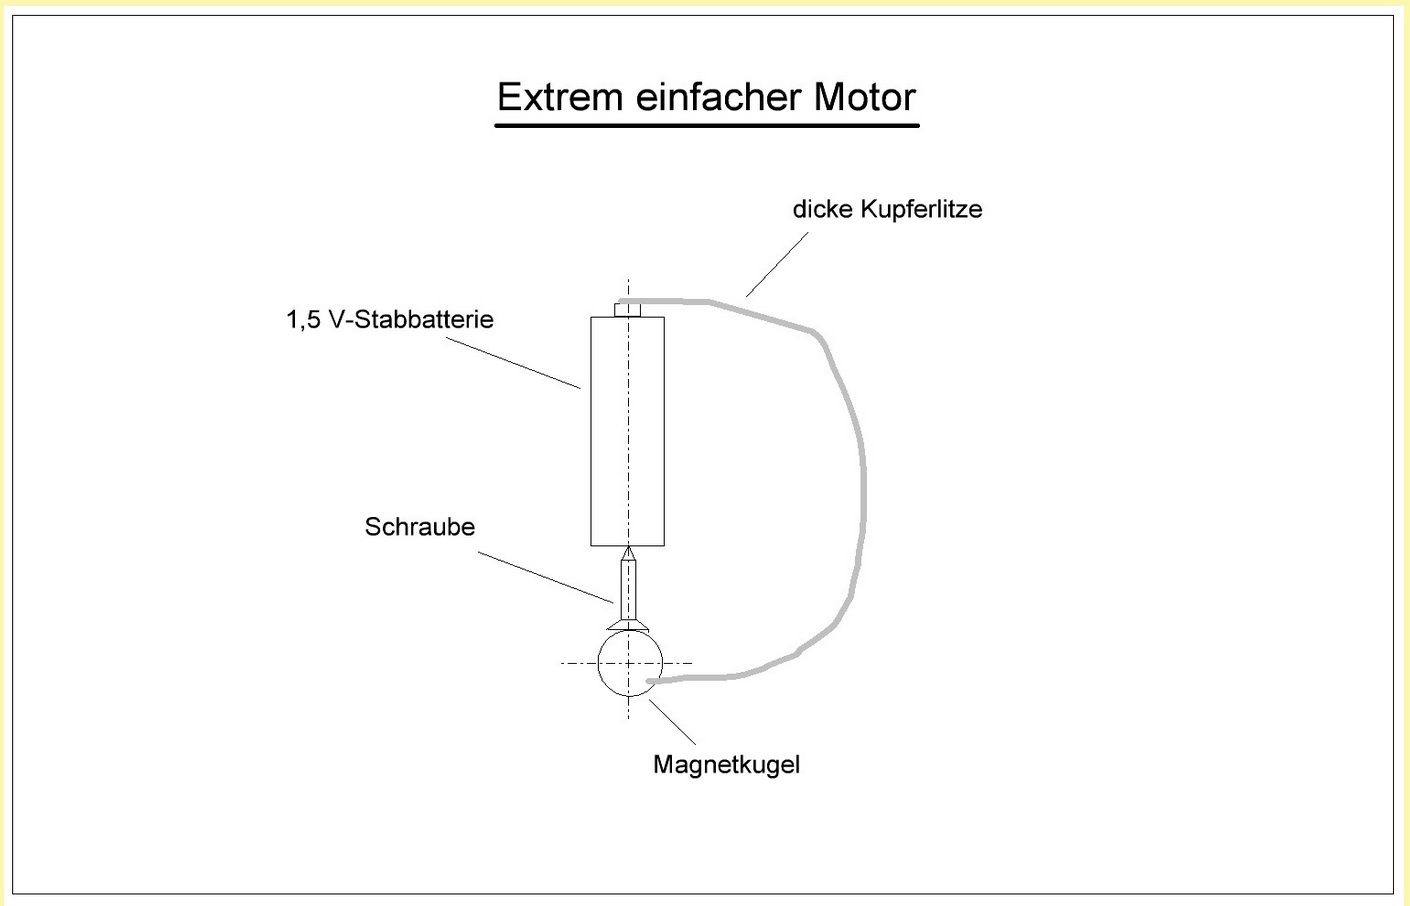 Extrem einfacher Motor
dicke Kupferlitze
1,5 V-Stabbatterie
Schraube
Magnetkugel